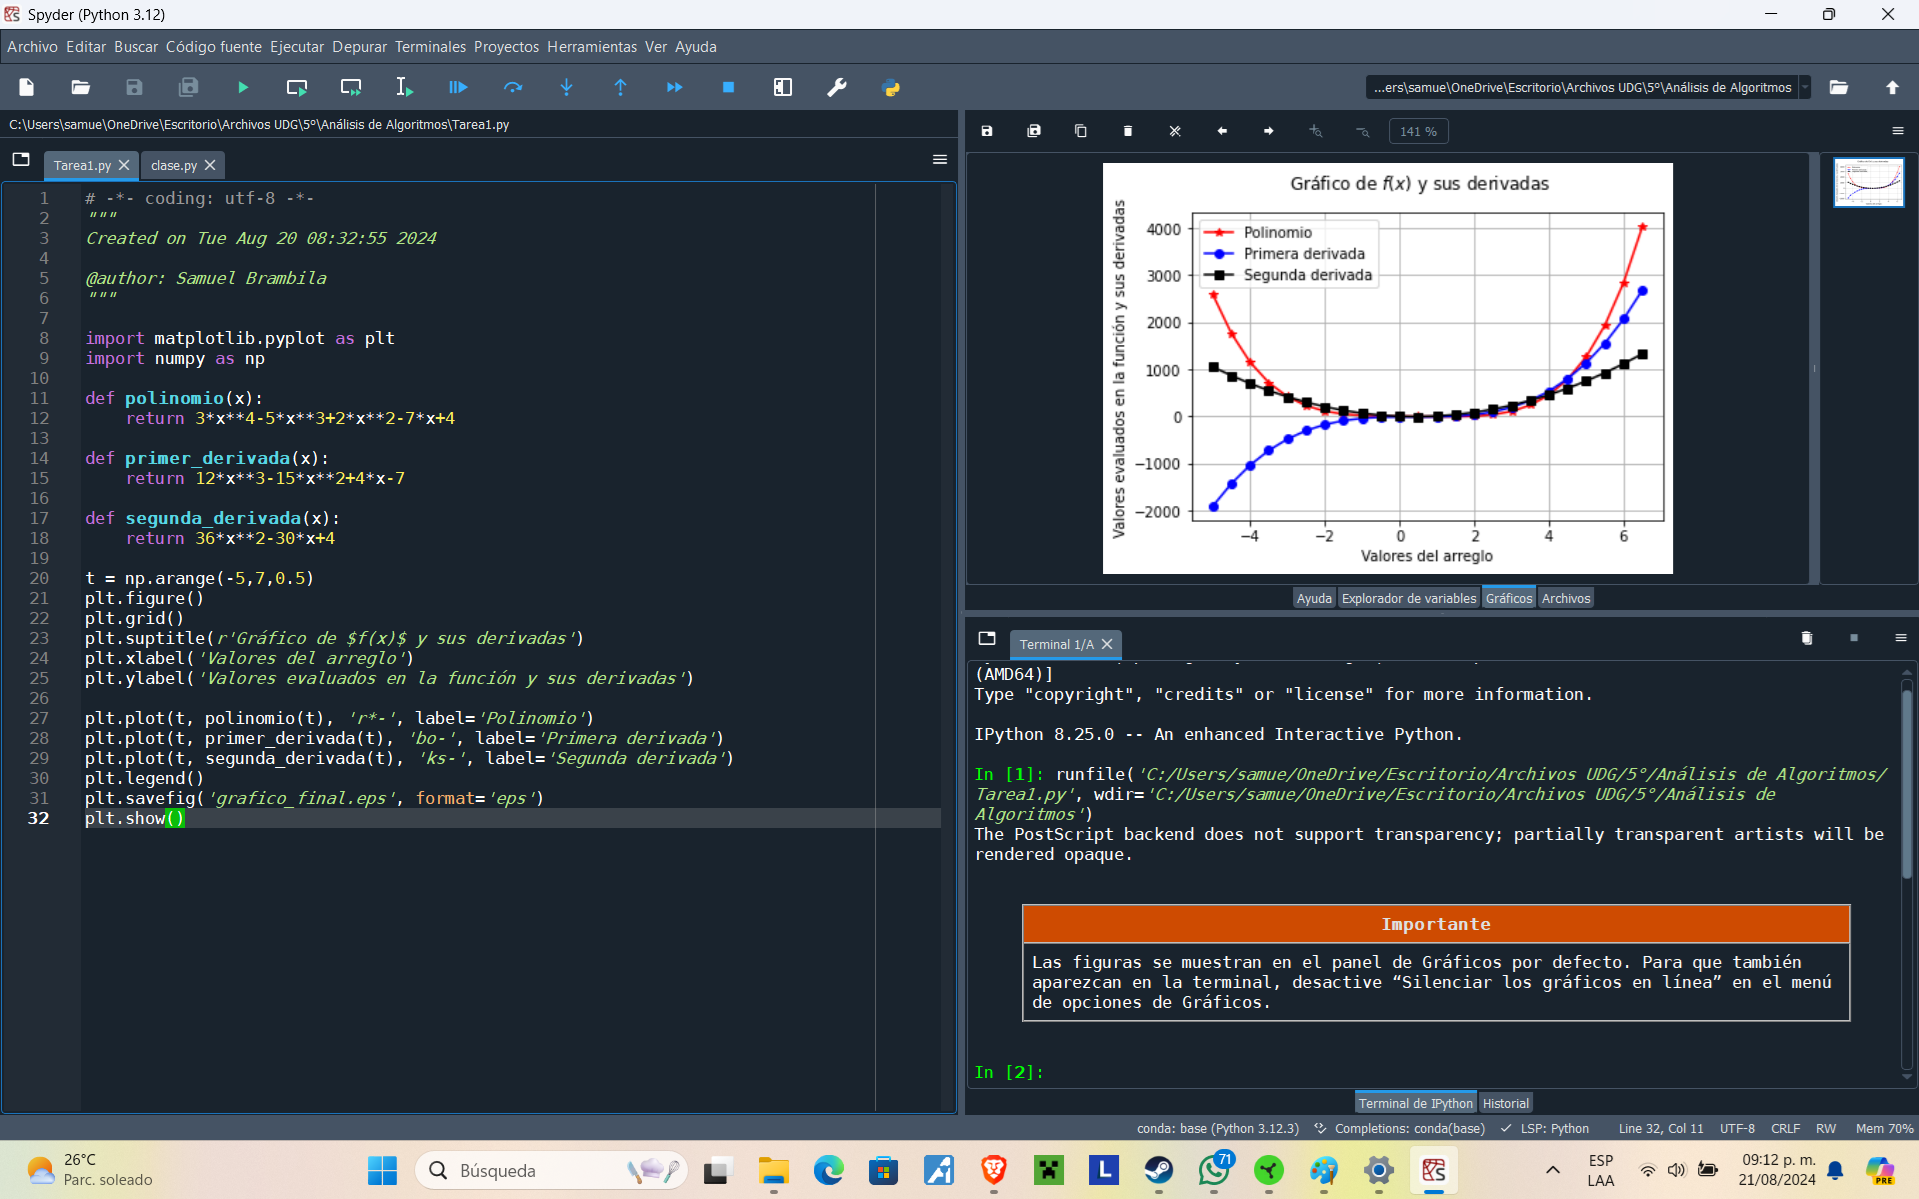 Spyder (Python 3.12)
Archivo Editar Buscar Código fuente Ejecutar Depurar Terminales Proyectos Herramientas Ver Ayuda
...ers\samue\OneDrive\Escritorio\Archivos UDG\5°\Análisis de Algoritmos
C:\Users\samue\OneDrive\Escritorio\Archivos UDG\5°\Análisis de Algoritmos\Tarea1.py
Tarea1.py
clase.py
1 # -*- coding: utf-8 -*-
2 """
3 Created on Tue Aug 20 08:32:55 2024
4
5 @author: Samuel Brambila
6 """
7
8 import matplotlib.pyplot as plt
9 import numpy as np
10
11 def polinomio(x):
12     return 3*x**4-5*x**3+2*x**2-7*x+4
13
14 def primer_derivada(x):
15     return 12*x**3-15*x**2+4*x-7
16
17 def segunda_derivada(x):
18     return 36*x**2-30*x+4
19
20 t = np.arange(-5,7,0.5)
21 plt.figure()
22 plt.grid()
23 plt.suptitle(r'Gráfico de $f(x)$ y sus derivadas')
24 plt.xlabel('Valores del arreglo')
25 plt.ylabel('Valores evaluados en la función y sus derivadas')
26
27 plt.plot(t, polinomio(t), 'r*-', label='Polinomio')
28 plt.plot(t, primer_derivada(t), 'bo-', label='Primera derivada')
29 plt.plot(t, segunda_derivada(t), 'ks-', label='Segunda derivada')
30 plt.legend()
31 plt.savefig('grafico_final.eps', format='eps')
32 plt.show()
141 %
Gráfico de f(x) y sus derivadas
Valores evaluados en la función y sus derivadas
4000
3000
2000
1000
0
−1000
−2000
Polinomio
Primera derivada
Segunda derivada
−4 −2 0 2 4 6
Valores del arreglo
Ayuda Explorador de variables Gráficos Archivos
Terminal 1/A
(AMD64)]
Type "copyright", "credits" or "license" for more information.
IPython 8.25.0 -- An enhanced Interactive Python.
In [1]: runfile('C:/Users/samue/OneDrive/Escritorio/Archivos UDG/5°/Análisis de Algoritmos/
Tarea1.py', wdir='C:/Users/samue/OneDrive/Escritorio/Archivos UDG/5°/Análisis de
Algoritmos')
The PostScript backend does not support transparency; partially transparent artists will be
rendered opaque.
Importante
Las figuras se muestran en el panel de Gráficos por defecto. Para que también
aparezcan en la terminal, desactive “Silenciar los gráficos en línea” en el menú
de opciones de Gráficos.
In [2]:
Terminal de IPython Historial
conda: base (Python 3.12.3) Completions: conda(base) LSP: Python Line 32, Col 11 UTF-8 CRLF RW Mem 70%
26°C
Parc. soleado
Búsqueda
71
ESP
LAA
09:12 p. m.
21/08/2024
PRE